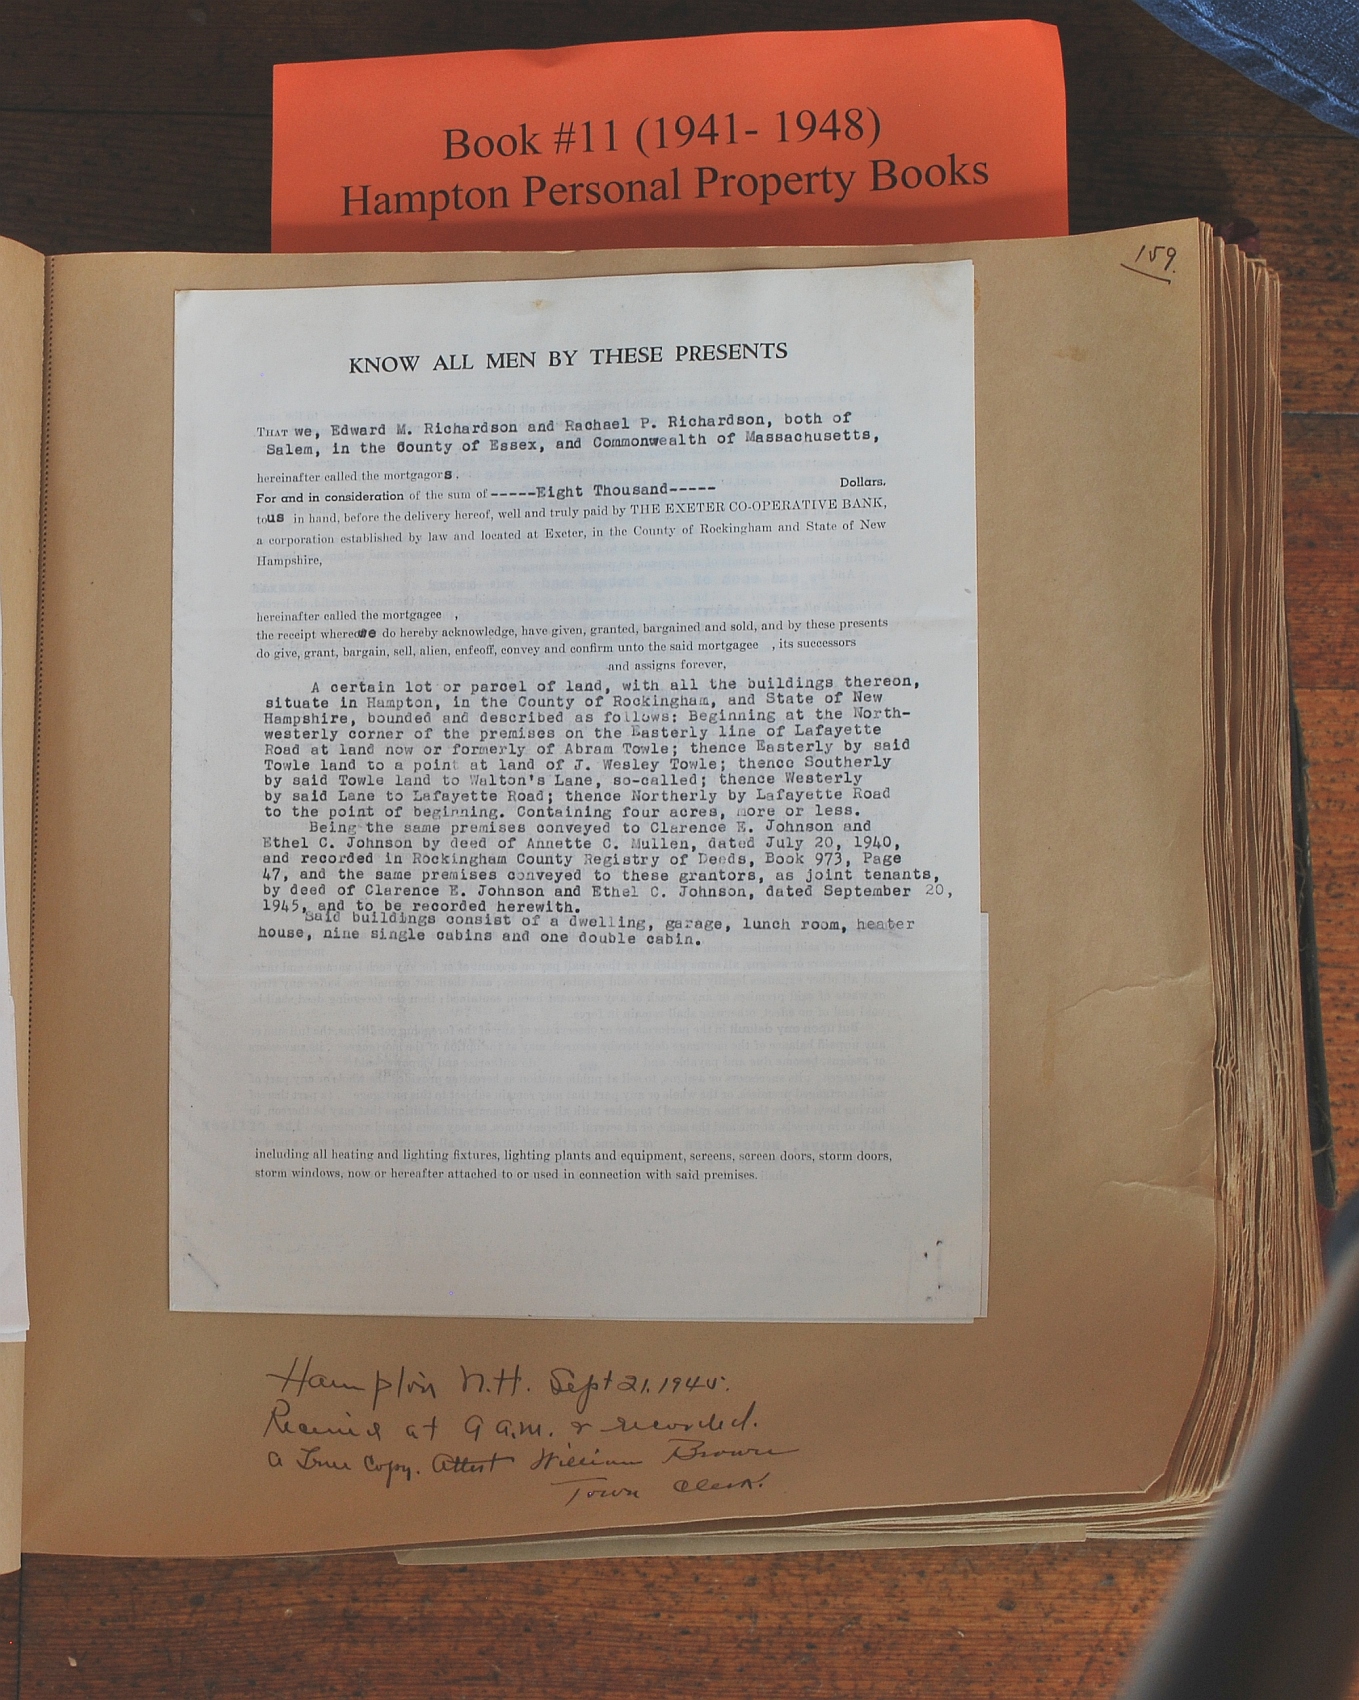 Book #11 (1941- 1948)
Hampton Personal Property Books
159.
KNOW ALL MEN BY THESE PRESENTS
THAT we, Edward M. Richardson and Rachael P. Richardson, both of
Salem, in the County of Essex, and Commonwealth of Massachusetts,
hereinafter called the mortgagors.
For and in consideration of the sum of -----Eight Thousand----- Dollars.
to us in hand, before the delivery hereof, well and truly paid by THE EXETER CO-OPERATIVE BANK,
a corporation established by law and located at Exeter, in the County of Rockingham and State of New
Hampshire,
hereinafter called the mortgagee ,
the receipt whereof we do hereby acknowledge, have given, granted, bargained and sold, and by these presents
do give, grant, bargain, sell, alien, enfeoff, convey and confirm unto the said mortgagee , its successors
and assigns forever,
A certain lot or parcel of land, with all the buildings thereon,
situate in Hampton, in the County of Rockingham, and State of New
Hampshire, bounded and described as follows: Beginning at the North-
westerly corner of the premises on the Easterly line of Lafayette
Road at land now or formerly of Abram Towle; thence Easterly by said
Towle land to a point at land of J. Wesley Towle; thence Southerly
by said Towle land to Walton's Lane, so-called; thence Westerly
by said Lane to Lafayette Road; thence Northerly by Lafayette Road
to the point of beginning. Containing four acres, more or less.
Being the same premises conveyed to Clarence E. Johnson and
Ethel C. Johnson by deed of Annette C. Mullen, dated July 20, 1940,
and recorded in Rockingham County Registry of Deeds, Book 973, Page
47, and the same premises conveyed to these grantors, as joint tenants,
by deed of Clarence E. Johnson and Ethel C. Johnson, dated September 20,
1945, and to be recorded herewith.
Said buildings consist of a dwelling, garage, lunch room, heater
house, nine single cabins and one double cabin.
including all heating and lighting fixtures, lighting plants and equipment, screens, screen doors, storm doors,
storm windows, now or hereafter attached to or used in connection with said premises.
Hampton N.H. Sept 21, 1945.
Received at 9 a.m. & recorded.
a True Copy. Attest William Brown
Town Clerk.